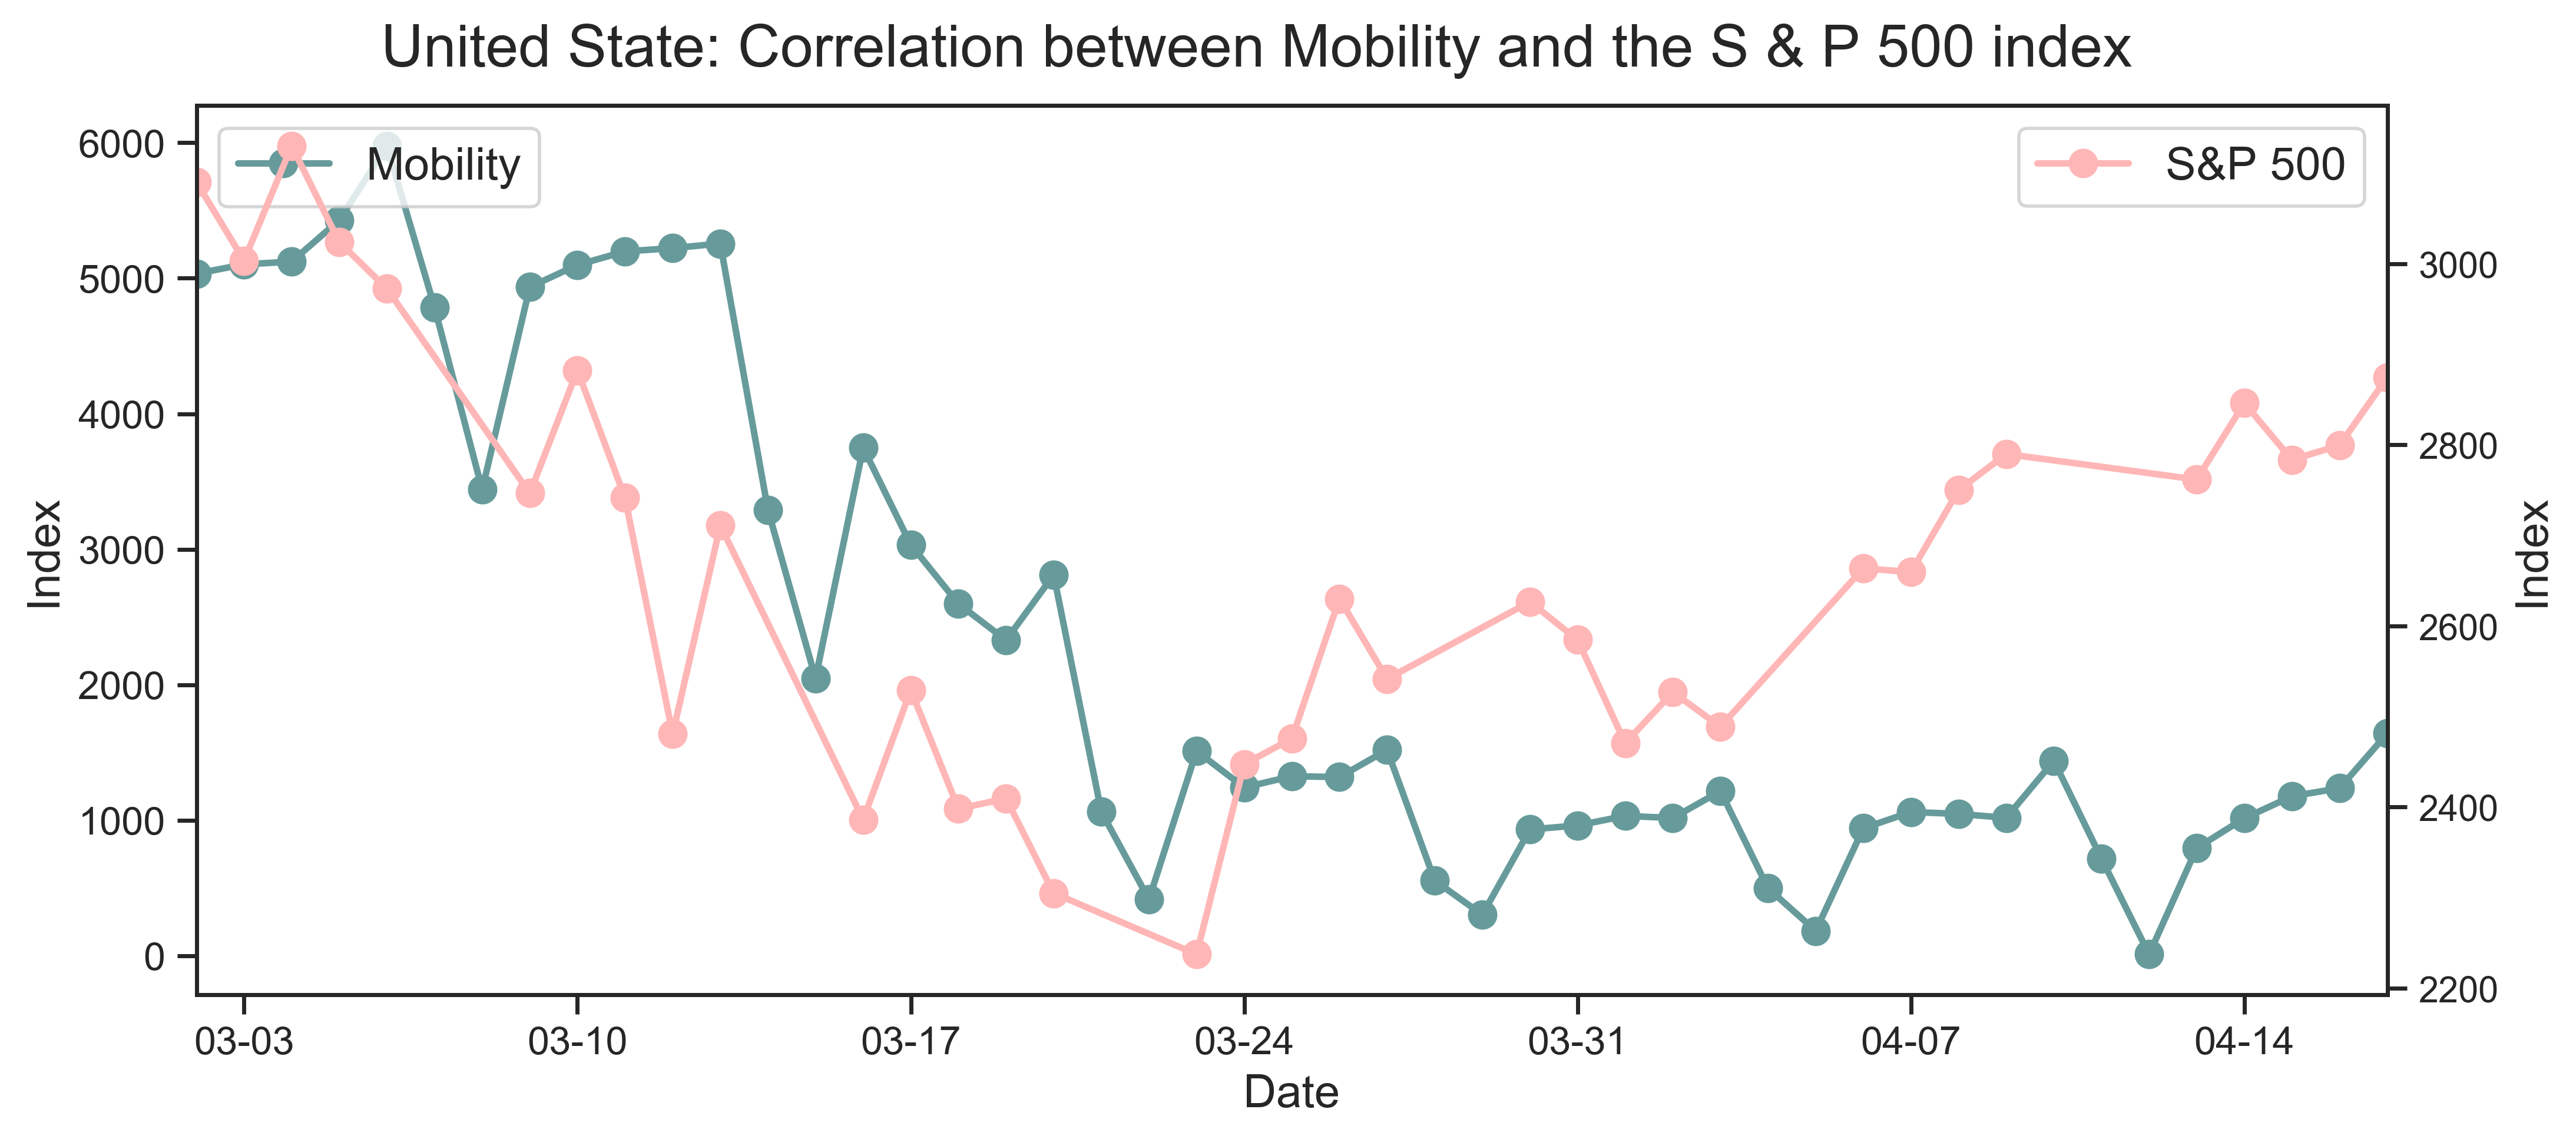 United State: Correlation between Mobility and the S & P 500 index
Mobility
S&P 500
6000
5000
4000
3000
2000
1000
0
Index
3000
2800
2600
2400
2200
Index
03-03 03-10 03-17 03-24 03-31 04-07 04-14
Date